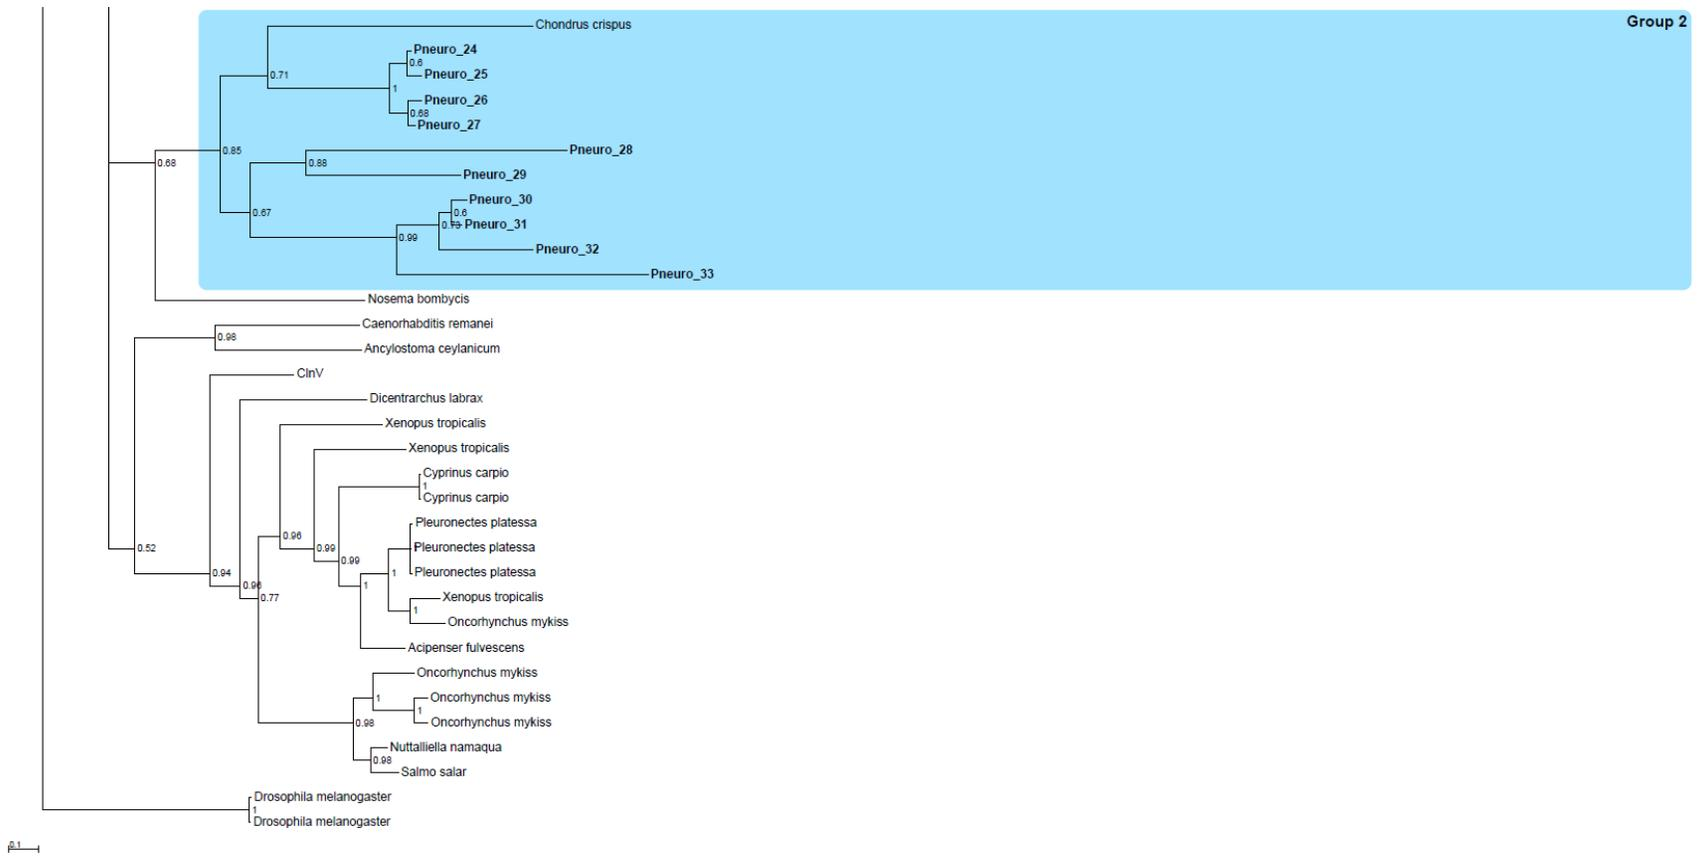 Group 2
Chondrus crispus
Pneuro_24
0.6
Pneuro_25
0.71
1
Pneuro_26
0.68
Pneuro_27
Pneuro_28
0.85
0.68
0.88
Pneuro_29
Pneuro_30
0.67
0.6
0.73
Pneuro_31
0.99
Pneuro_32
Pneuro_33
Nosema bombycis
Caenorhabditis remanei
0.98
Ancylostoma ceylanicum
CInV
Dicentrarchus labrax
Xenopus tropicalis
Xenopus tropicalis
Cyprinus carpio
1
Cyprinus carpio
Pleuronectes platessa
0.96
0.52
0.99
Pleuronectes platessa
0.99
0.94
1
Pleuronectes platessa
0.96
1
0.77
Xenopus tropicalis
1
Oncorhynchus mykiss
Acipenser fulvescens
Oncorhynchus mykiss
1
Oncorhynchus mykiss
1
0.98
Oncorhynchus mykiss
Nuttalliella namaqua
0.98
Salmo salar
Drosophila melanogaster
1
Drosophila melanogaster
0.1